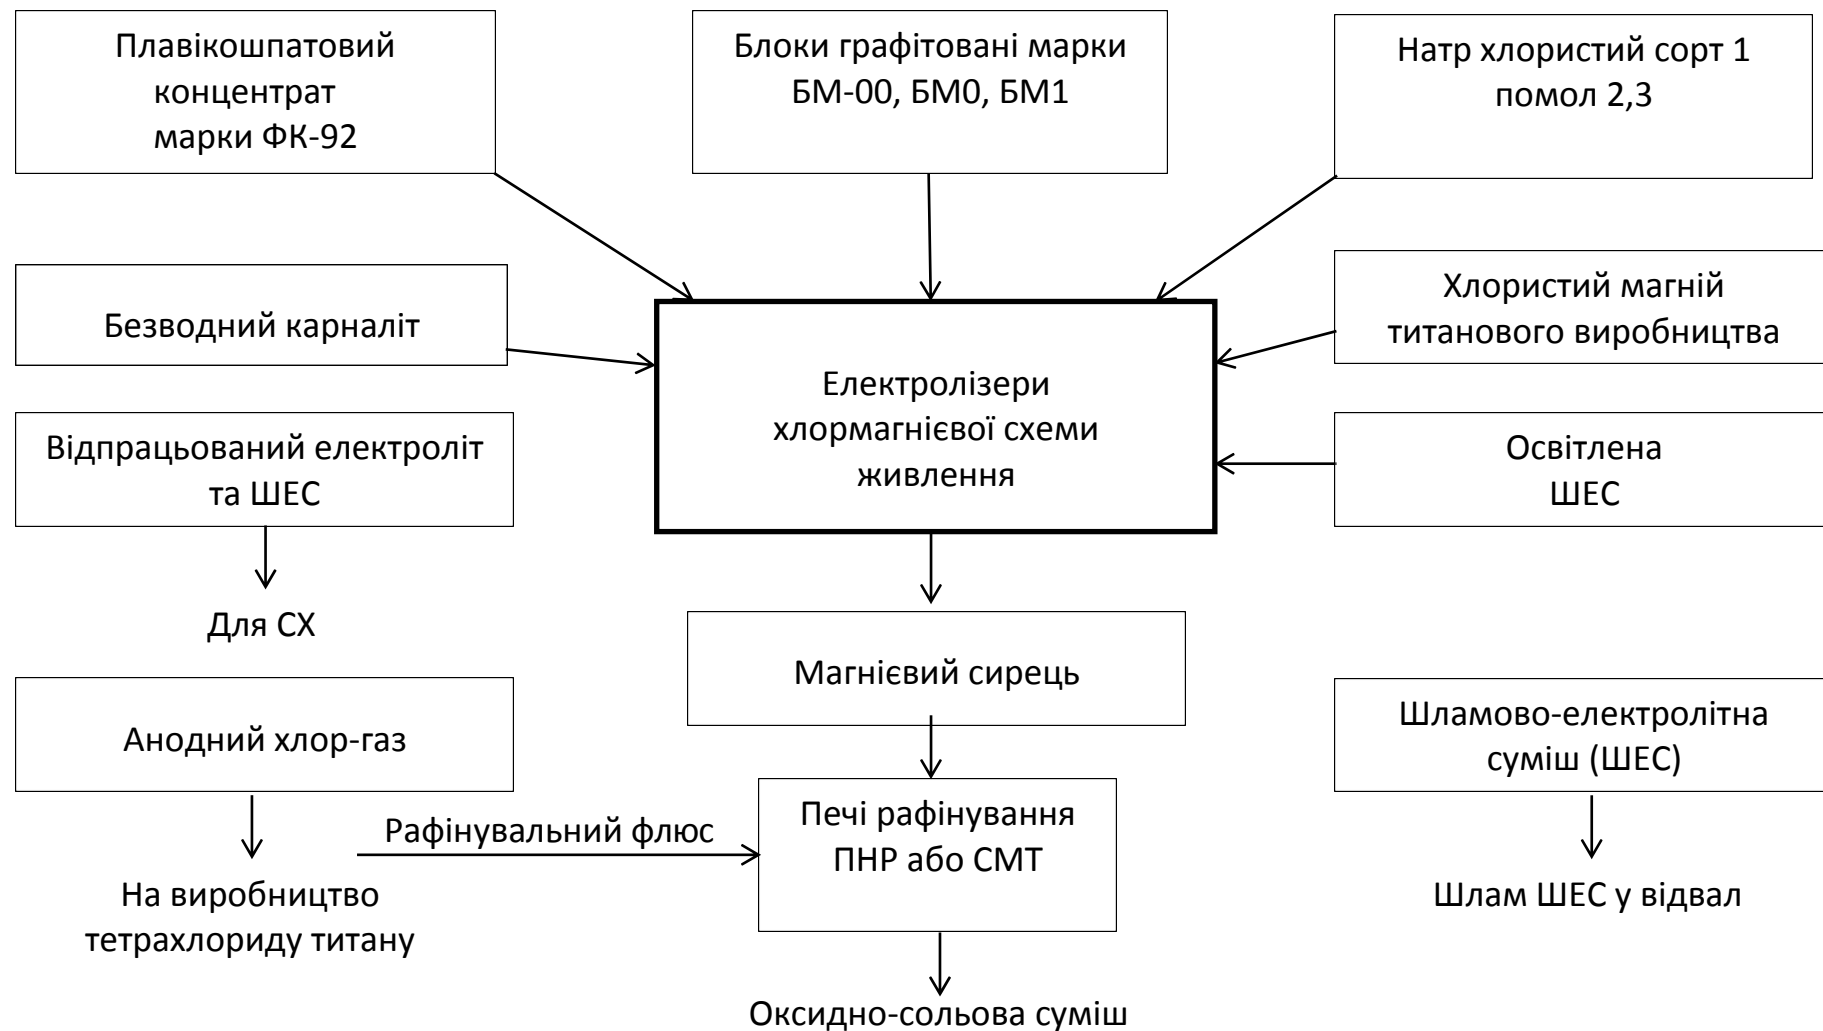 Плавікошпатовий
концентрат
марки ФК-92
Блоки графітовані марки
БМ-00, БМ0, БМ1
Натр хлористий сорт 1
помол 2,3
Безводний карналіт
Хлористий магній
титанового виробництва
Електролізери
хлормагнієвої схеми
живлення
Відпрацьований електроліт
та ШЕС
Освітлена
ШЕС
Для СХ
Магнієвий сирець
Анодний хлор-газ
Шламово-електролітна
суміш (ШЕС)
Рафінувальний флюс
Печі рафінування
ПНР або СМТ
На виробництво
тетрахлориду титану
Шлам ШЕС у відвал
Оксидно-сольова суміш